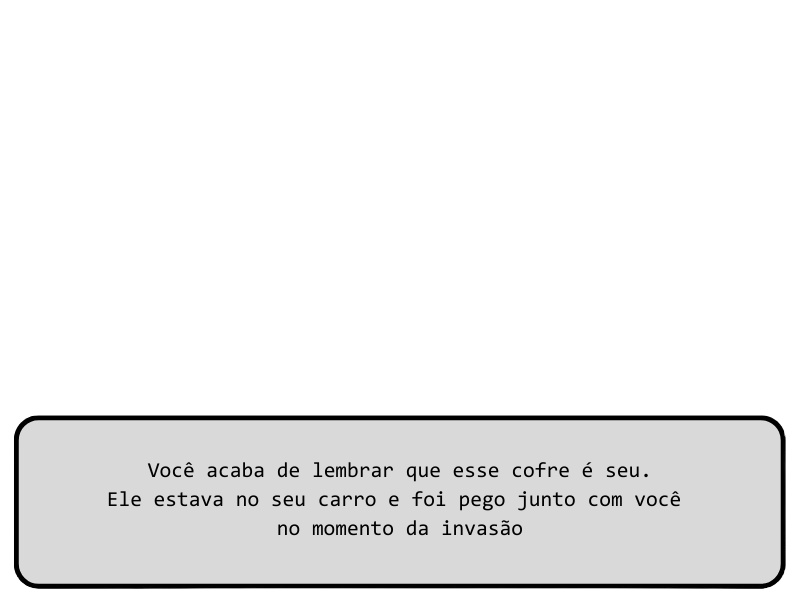 Você acaba de lembrar que esse cofre é seu.
Ele estava no seu carro e foi pego junto com você
no momento da invasão